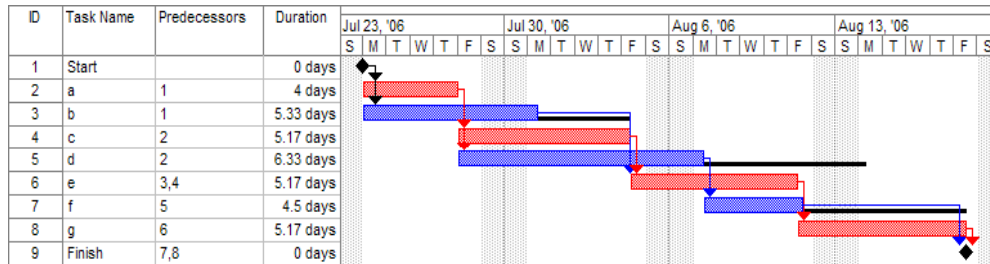 ID Task Name Predecessors Duration
Jul 23, '06 Jul 30, '06 Aug 6, '06 Aug 13, '06
S M T W T F S S M T W T F S S M T W T F S S M T W T F S
1 Start 0 days
2 a 1 4 days
3 b 1 5.33 days
4 c 2 5.17 days
5 d 2 6.33 days
6 e 3,4 5.17 days
7 f 5 4.5 days
8 g 6 5.17 days
9 Finish 7,8 0 days